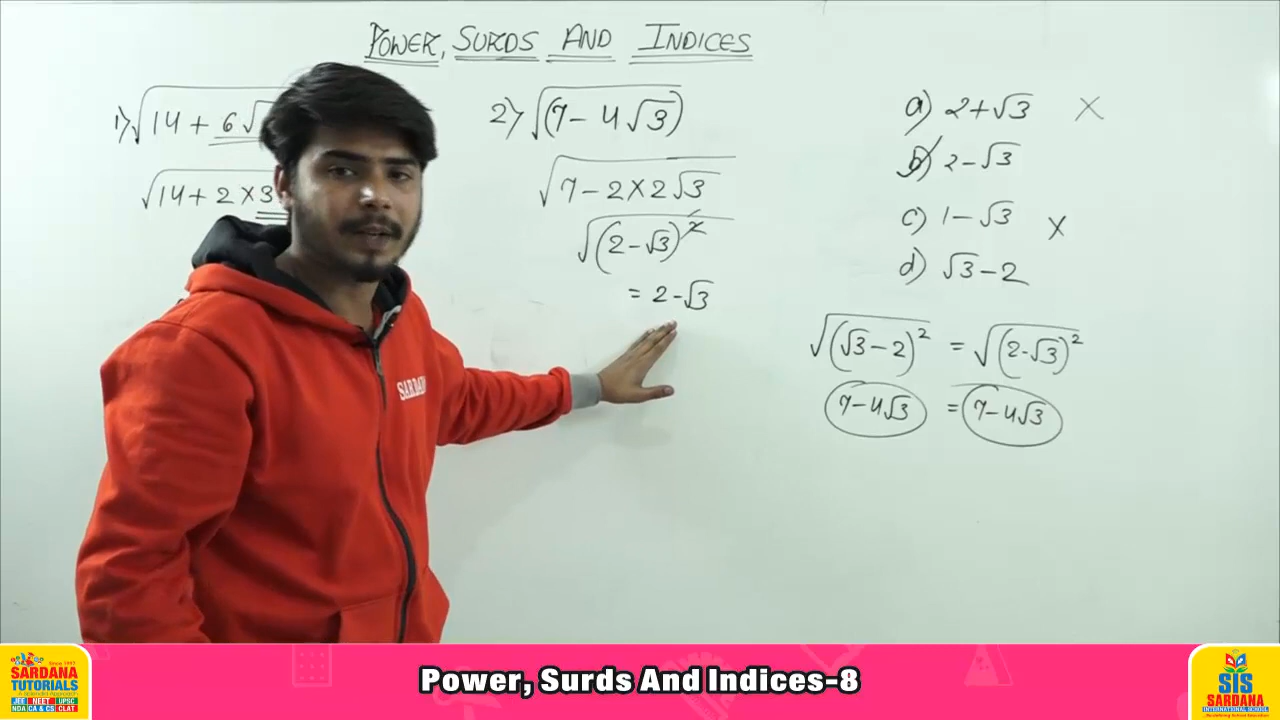 POWER, SURDS AND INDICES
1) √14 + 6√
√14 + 2 × 3
2) √(7 - 4√3)
√7 - 2 × 2√3
√(2 - √3)²
= 2 - √3
a) 2 + √3 ×
b) 2 - √3
c) 1 - √3 ×
d) √3 - 2
√(√3 - 2)² = √(2 - √3)²
7 - 4√3 = 7 - 4√3
SARDA
Since 1997
SARDANA
TUTORIALS
JEE NEET UPSC
NDA CA & CS CLAT
Power, Surds And Indices-8
SIS
SARDANA
INTERNATIONAL SCHOOL